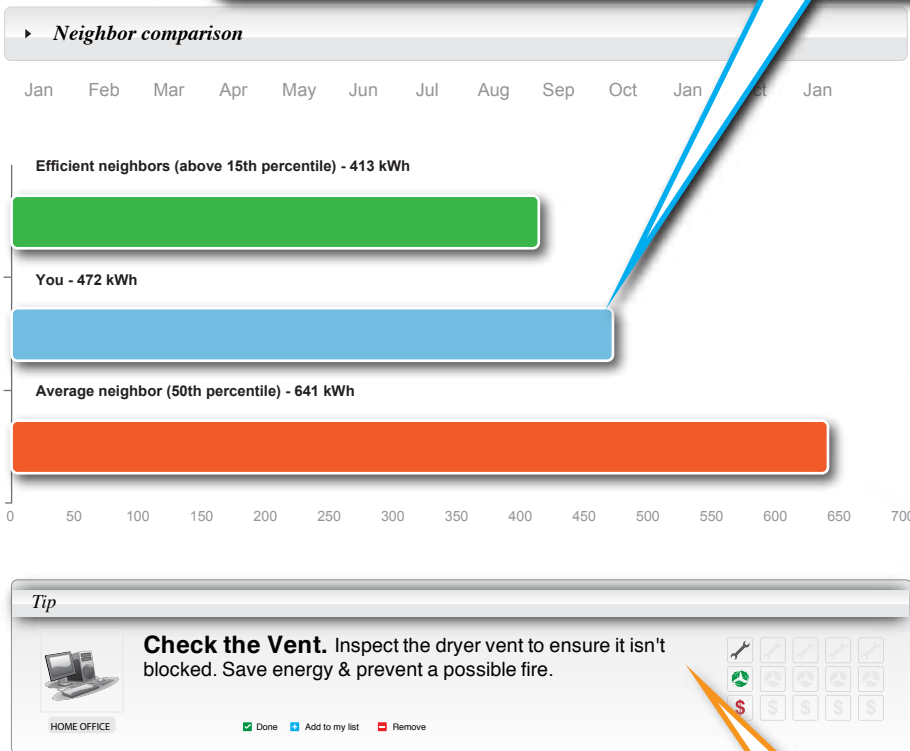 Neighbor comparison
Jan Feb Mar Apr May Jun Jul Aug Sep Oct Jan Jan
Efficient neighbors (above 15th percentile) - 413 kWh
You - 472 kWh
Average neighbor (50th percentile) - 641 kWh
0 50 100 150 200 250 300 350 400 450 500 550 600 650 700
Tip
Check the Vent. Inspect the dryer vent to ensure it isn't
blocked. Save energy & prevent a possible fire.
$ $ $ $ $
HOME OFFICE
Done Add to my list Remove